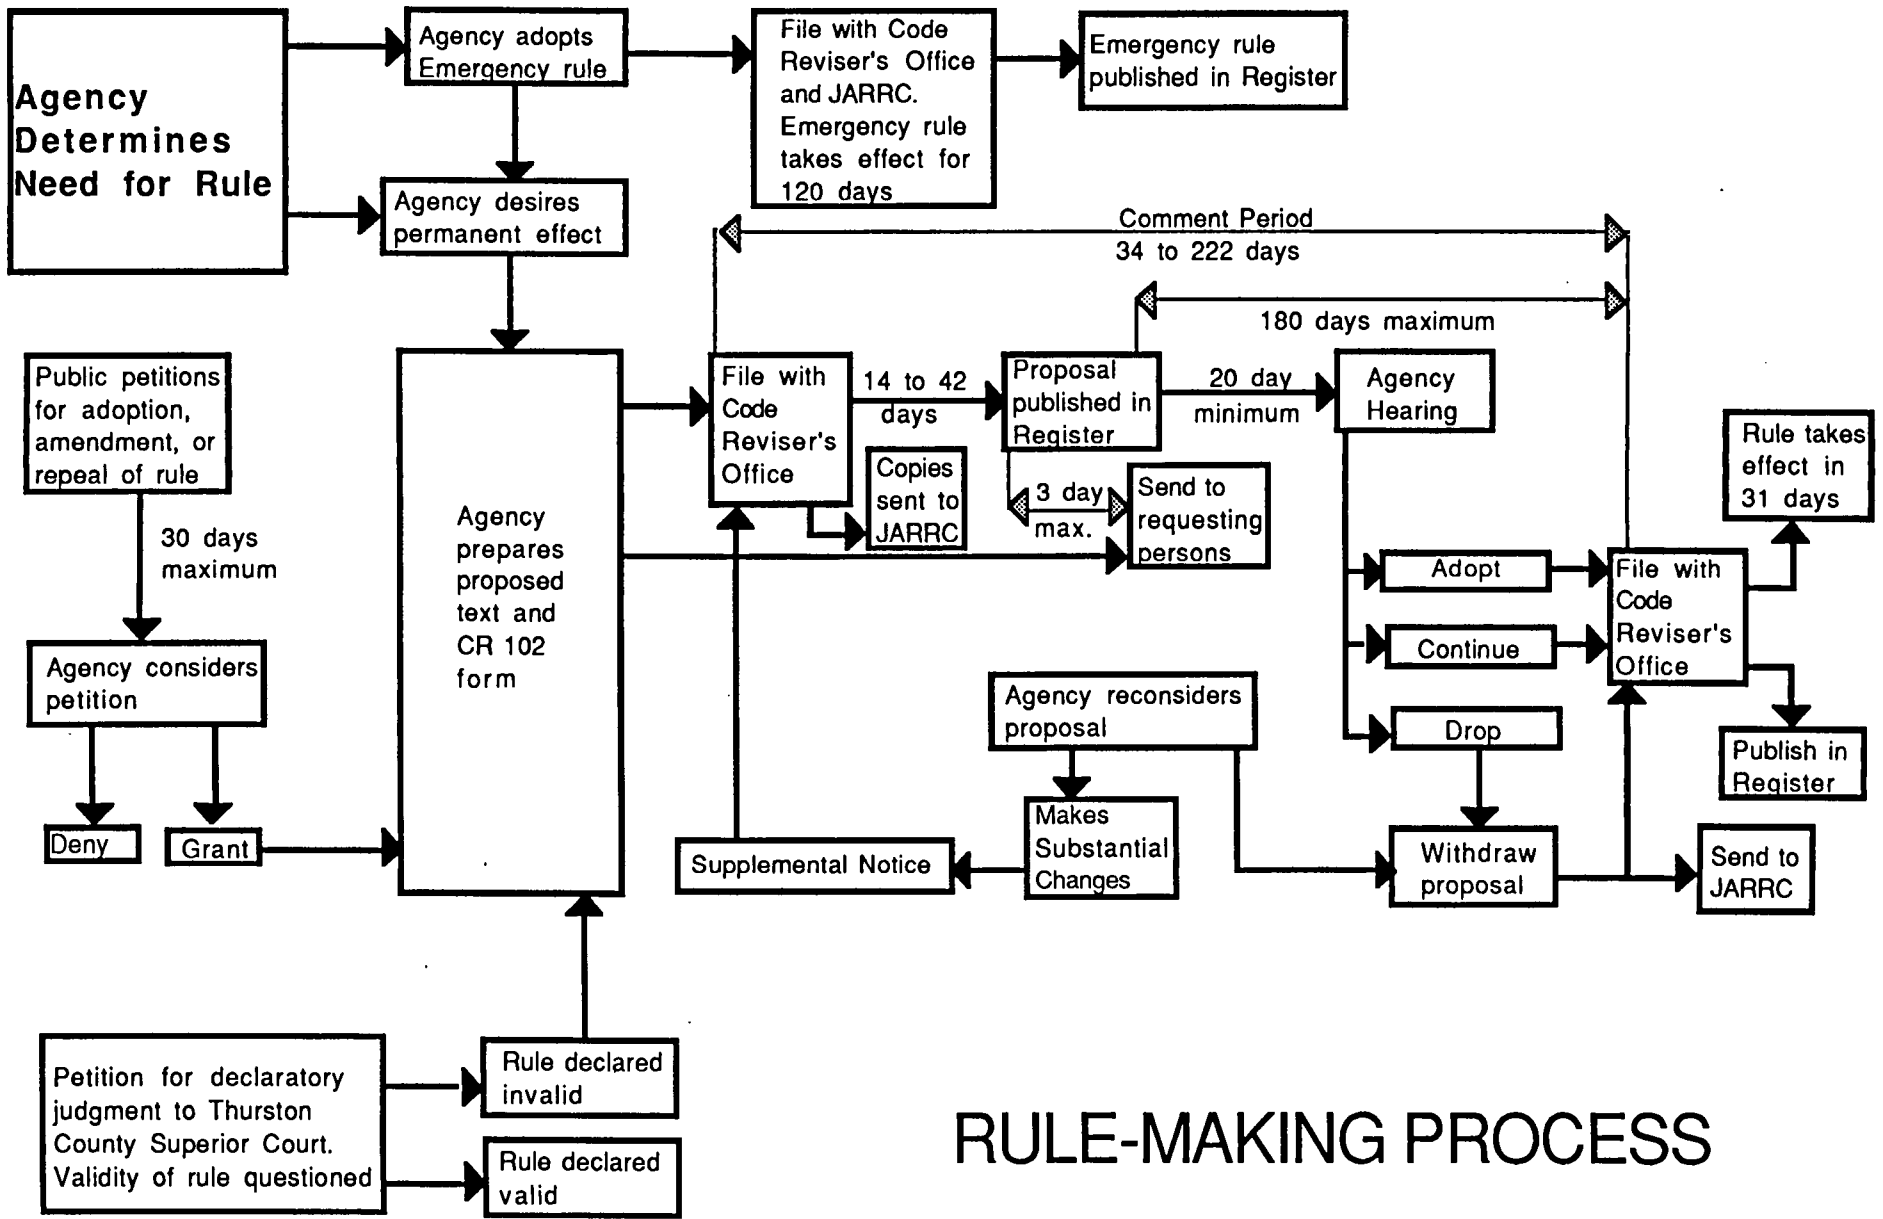 Agency
Determines
Need for Rule
Agency adopts
Emergency rule
File with Code
Reviser's Office
and JARRC.
Emergency rule
takes effect for
120 days
Emergency rule
published in Register
Agency desires
permanent effect
Comment Period
34 to 222 days
180 days maximum
Public petitions
for adoption,
amendment, or
repeal of rule
30 days
maximum
Agency considers
petition
Deny
Grant
Agency
prepares
proposed
text and
CR 102
form
File with
Code
Reviser's
Office
14 to 42
days
Copies
sent to
JARRC
Proposal
published in
Register
3 day
max.
Send to
requesting
persons
20 day
minimum
Agency
Hearing
Adopt
Continue
Drop
File with
Code
Reviser's
Office
Rule takes
effect in
31 days
Publish in
Register
Agency reconsiders
proposal
Makes
Substantial
Changes
Supplemental Notice
Withdraw
proposal
Send to
JARRC
Petition for declaratory
judgment to Thurston
County Superior Court.
Validity of rule questioned
Rule declared
invalid
Rule declared
valid
RULE-MAKING PROCESS